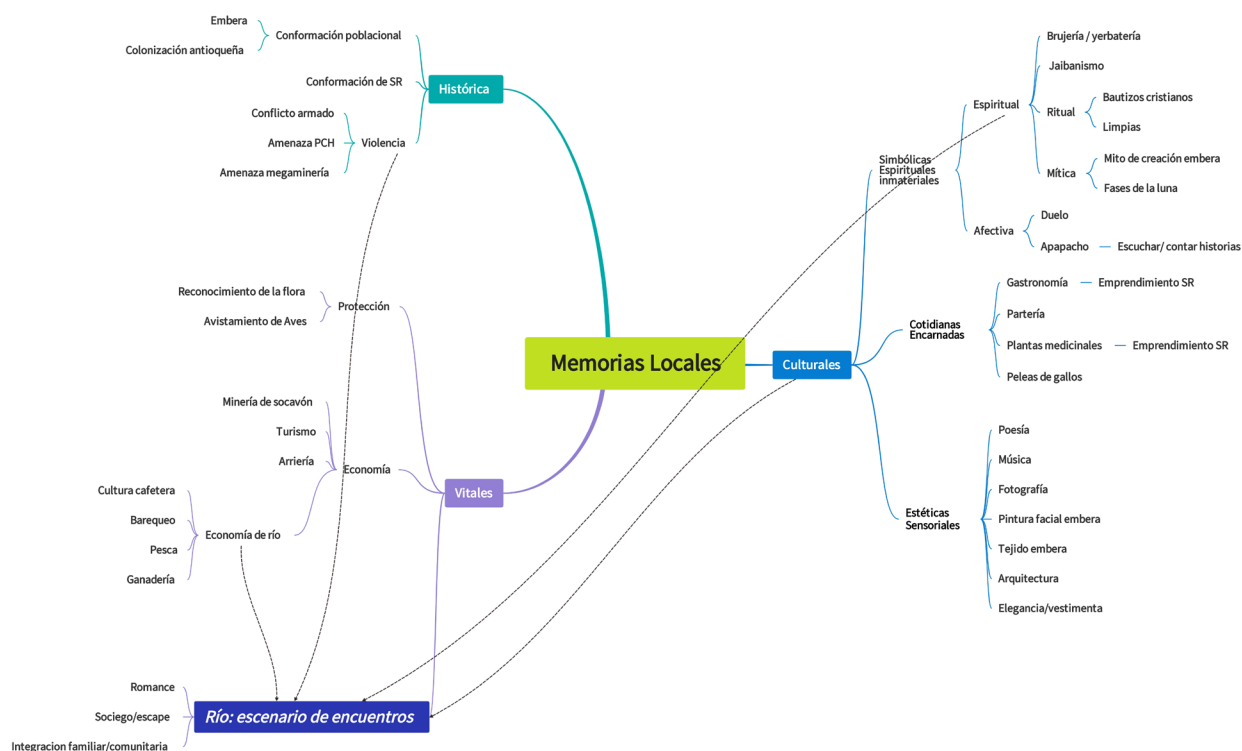 Memorias Locales
Histórica
Conformación poblacional
Embera
Colonización antioqueña
Conformación de SR
Violencia
Conflicto armado
Amenaza PCH
Amenaza megaminería
Vitales
Protección
Reconocimiento de la flora
Avistamiento de Aves
Economía
Minería de socavón
Turismo
Arriería
Economía de río
Cultura cafetera
Barequeo
Pesca
Ganadería
Río: escenario de encuentros
Romance
Sociego/escape
Integracion familiar/comunitaria
Culturales
Simbólicas
Espirituales
inmateriales
Espiritual
Brujería / yerbatería
Jaibanismo
Ritual
Bautizos cristianos
Limpias
Mítica
Mito de creación embera
Fases de la luna
Afectiva
Duelo
Apapacho
Escuchar/ contar historias
Cotidianas
Encarnadas
Gastronomía
Emprendimiento SR
Partería
Plantas medicinales
Emprendimiento SR
Peleas de gallos
Estéticas
Sensoriales
Poesía
Música
Fotografía
Pintura facial embera
Tejido embera
Arquitectura
Elegancia/vestimenta